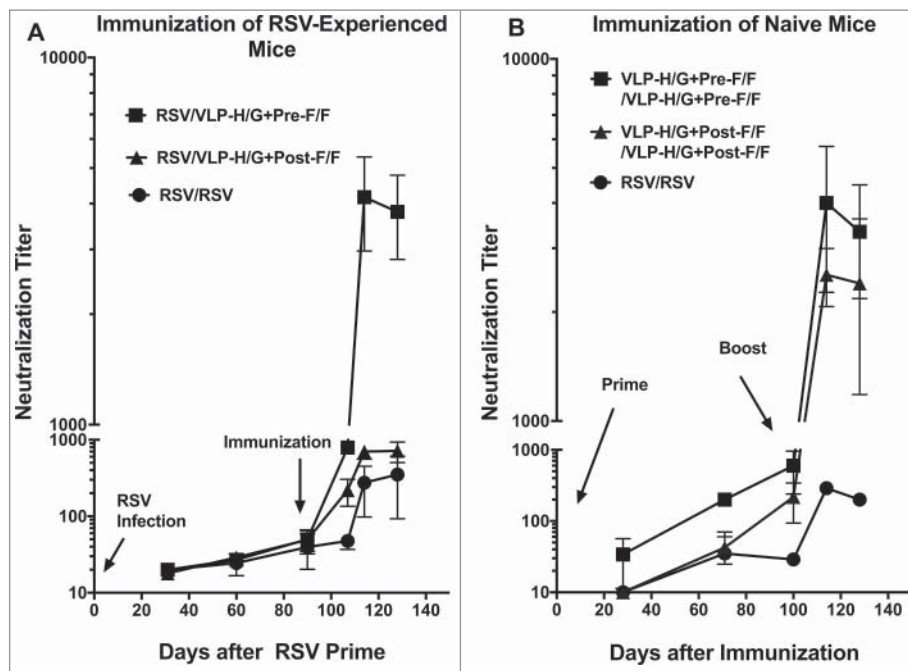 A
Immunization of RSV-Experienced
Mice
10000
RSV/VLP-H/G+Pre-F/F
RSV/VLP-H/G+Post-F/F
RSV/RSV
Neutralization Titer
1000
1000
Immunization
RSV
Infection
100
10
0 20 40 60 80 100 120 140
Days after RSV Prime
B
Immunization of Naive Mice
10000
VLP-H/G+Pre-F/F
/VLP-H/G+Pre-F/F
VLP-H/G+Post-F/F
/VLP-H/G+Post-F/F
RSV/RSV
Neutralization Titer
Boost
Prime
1000
1000
100
10
0 20 40 60 80 100 120 140
Days after Immunization